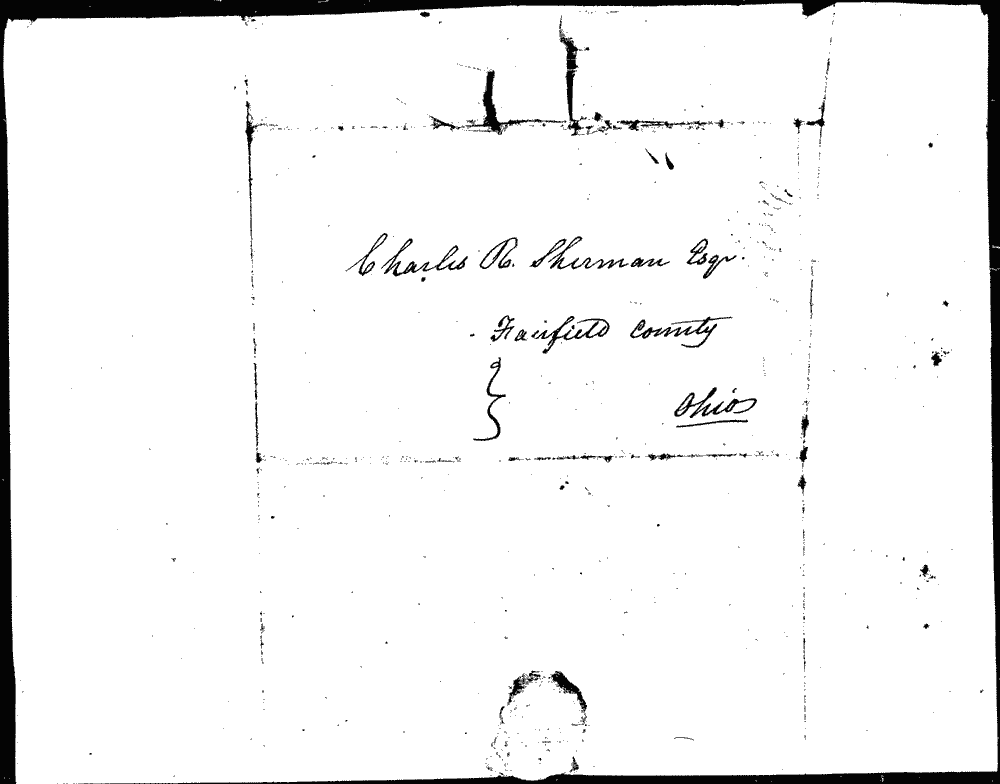 Charles R. Sherman Esqr.
Fairfield County
Ohio